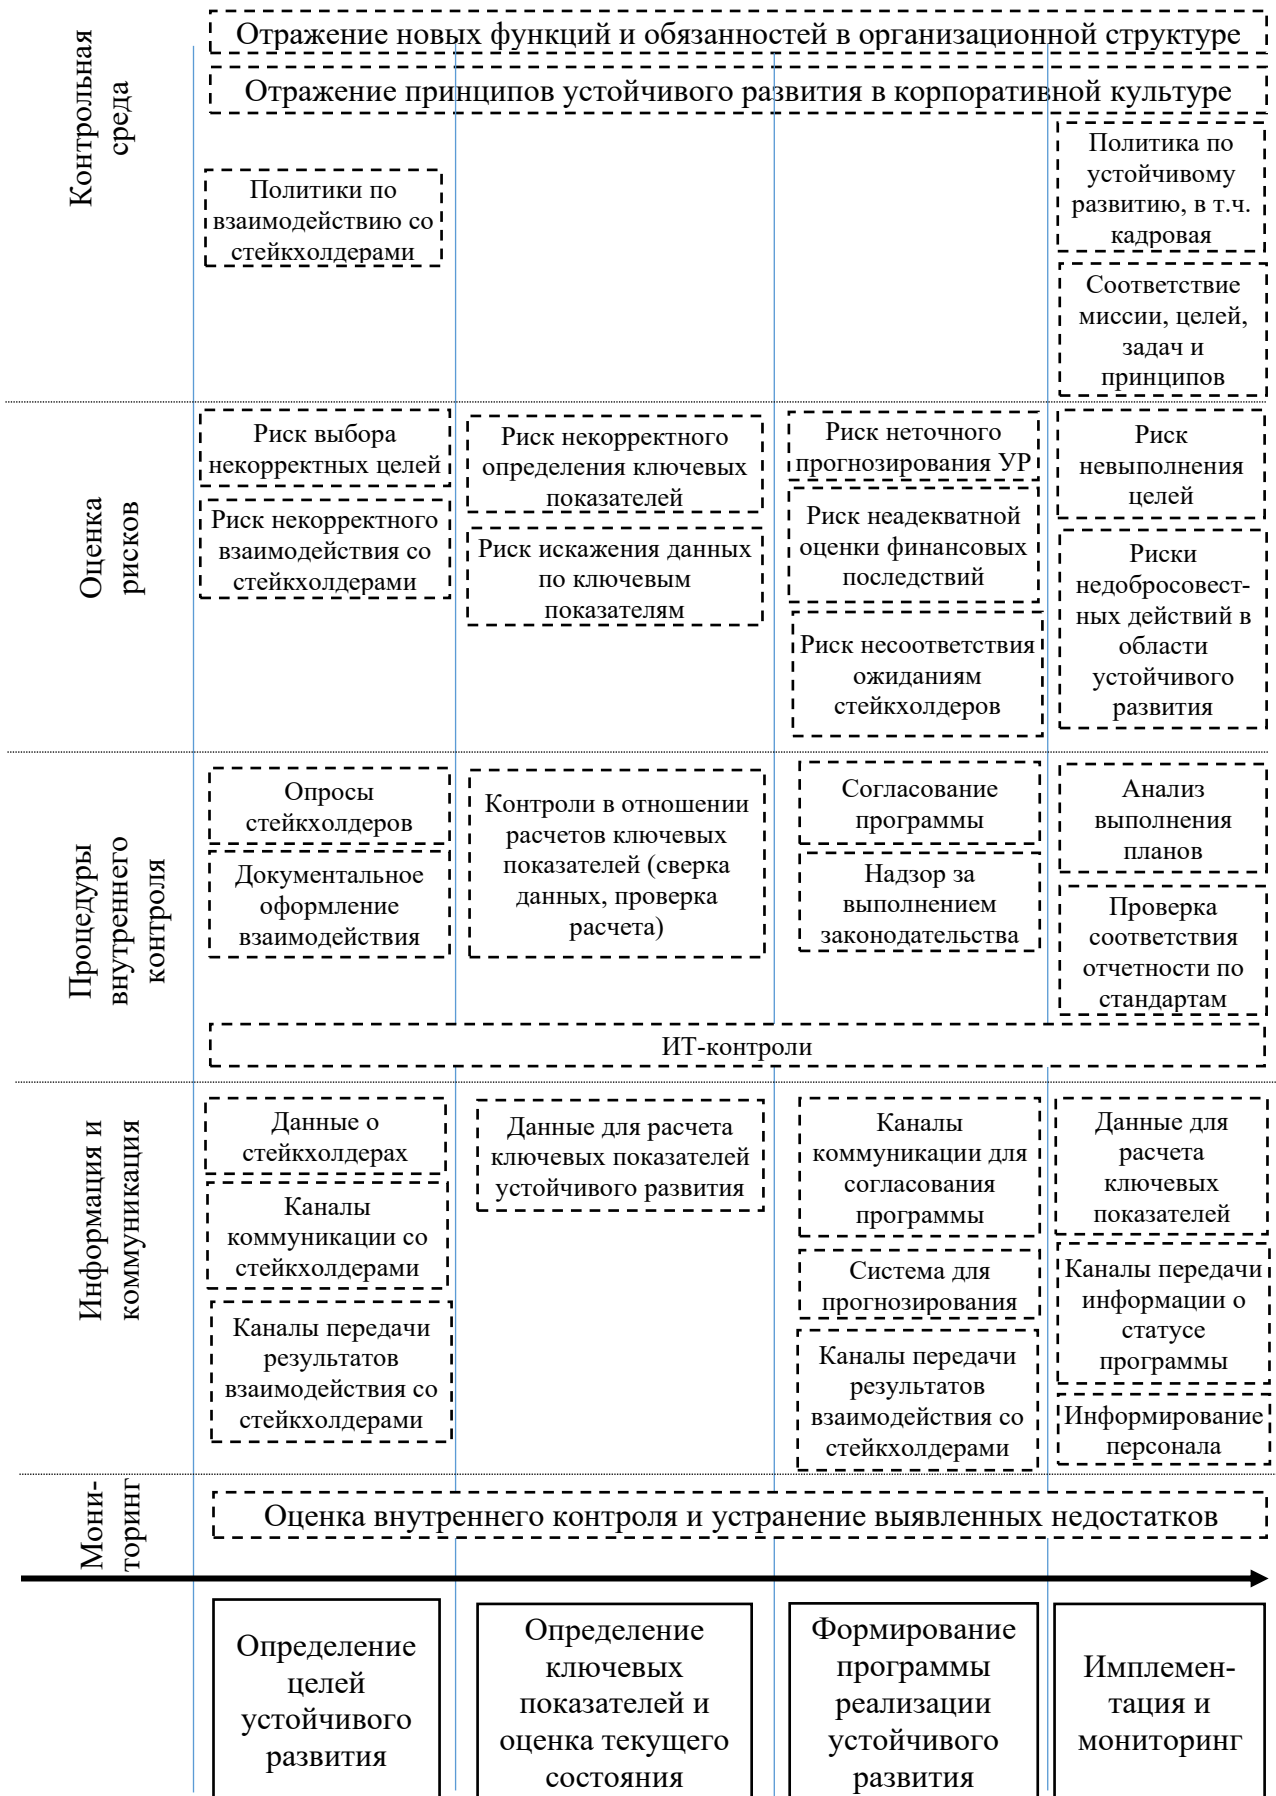 Контрольная
среда
Отражение новых функций и обязанностей в организационной структуре
Отражение принципов устойчивого развития в корпоративной культуре
Политики по
взаимодействию со
стейкхолдерами
Политика по
устойчивому
развитию, в т.ч.
кадровая
Соответствие
миссии, целей,
задач и
принципов
Оценка
рисков
Риск выбора
некорректных целей
Риск некорректного
взаимодействия со
стейкхолдерами
Риск некорректного
определения ключевых
показателей
Риск искажения данных
по ключевым
показателям
Риск неточного
прогнозирования УР
Риск неадекватной
оценки финансовых
последствий
Риск несоответствия
ожиданиям
стейкхолдеров
Риск
невыполнения
целей
Риски
недобросовест-
ных действий в
области
устойчивого
развития
Процедуры
внутреннего
контроля
Опросы
стейкхолдеров
Документальное
оформление
взаимодействия
Контроли в отношении
расчетов ключевых
показателей (сверка
данных, проверка
расчета)
Согласование
программы
Надзор за
выполнением
законодательства
Анализ
выполнения
планов
Проверка
соответствия
отчетности по
стандартам
ИТ-контроли
Информация и
коммуникация
Данные о
стейкхолдерах
Каналы
коммуникации со
стейкхолдерами
Каналы передачи
результатов
взаимодействия со
стейкхолдерами
Данные для расчета
ключевых показателей
устойчивого развития
Каналы
коммуникации для
согласования
программы
Система для
прогнозирования
Каналы передачи
результатов
взаимодействия со
стейкхолдерами
Данные для
расчета
ключевых
показателей
Каналы передачи
информации о
статусе
программы
Информирование
персонала
Мони-
торинг
Оценка внутреннего контроля и устранение выявленных недостатков
Определение
целей
устойчивого
развития
Определение
ключевых
показателей и
оценка текущего
состояния
Формирование
программы
реализации
устойчивого
развития
Имплемен-
тация и
мониторинг